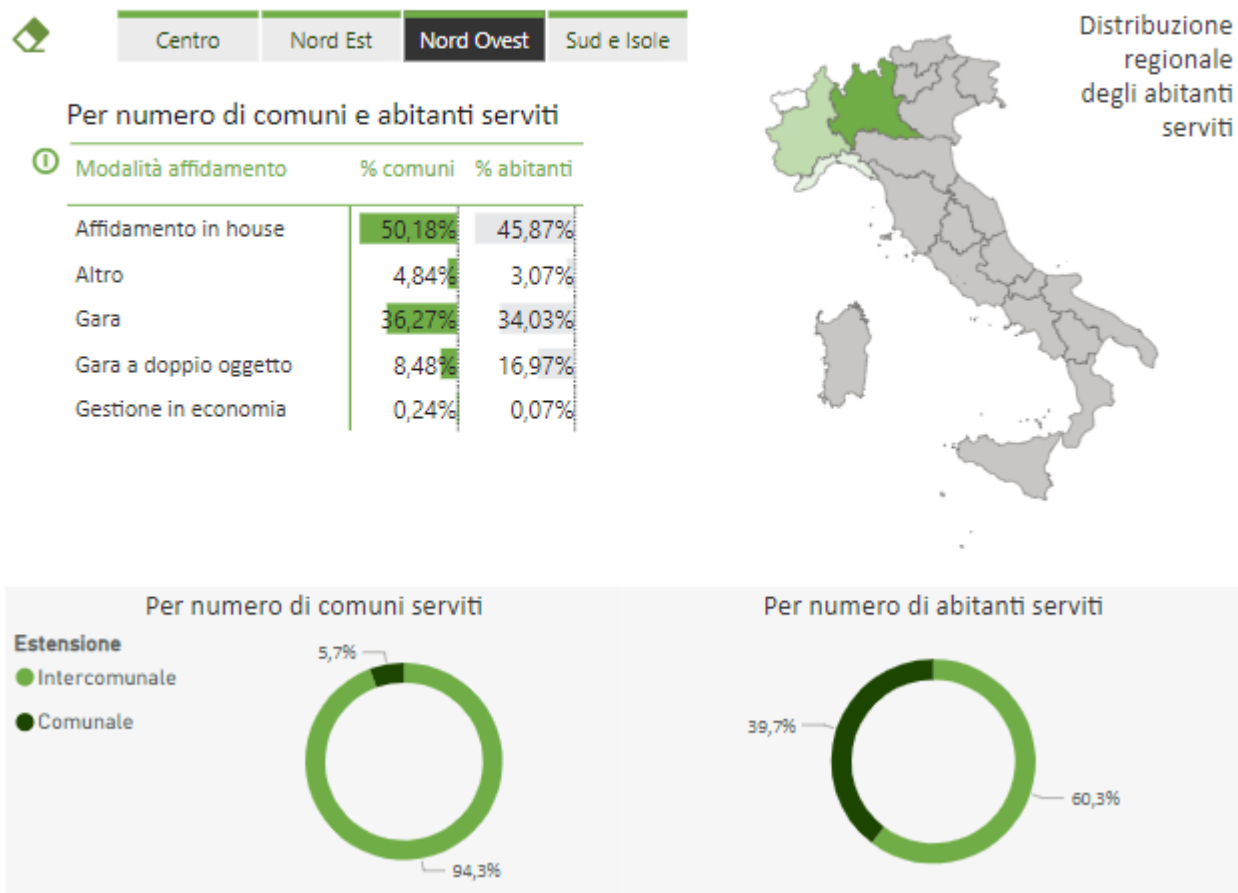 Centro Nord Est Nord Ovest Sud e Isole
Distribuzione
regionale
degli abitanti
serviti
Per numero di comuni e abitanti serviti
Modalità affidamento % comuni % abitanti
Affidamento in house 50,18% 45,87%
Altro 4,84% 3,07%
Gara 36,27% 34,03%
Gara a doppio oggetto 8,48% 16,97%
Gestione in economia 0,24% 0,07%
Per numero di comuni serviti
Estensione
Intercomunale
Comunale
5,7%
94,3%
Per numero di abitanti serviti
39,7%
60,3%